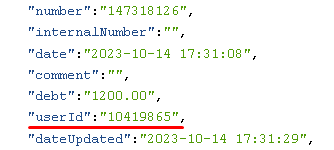 "number":"147318126",
"internalNumber":"",
"date":"2023-10-14 17:31:08",
"comment":"",
"debt":"1200.00",
"userId":"10419865",
"dateUpdated":"2023-10-14 17:31:29",